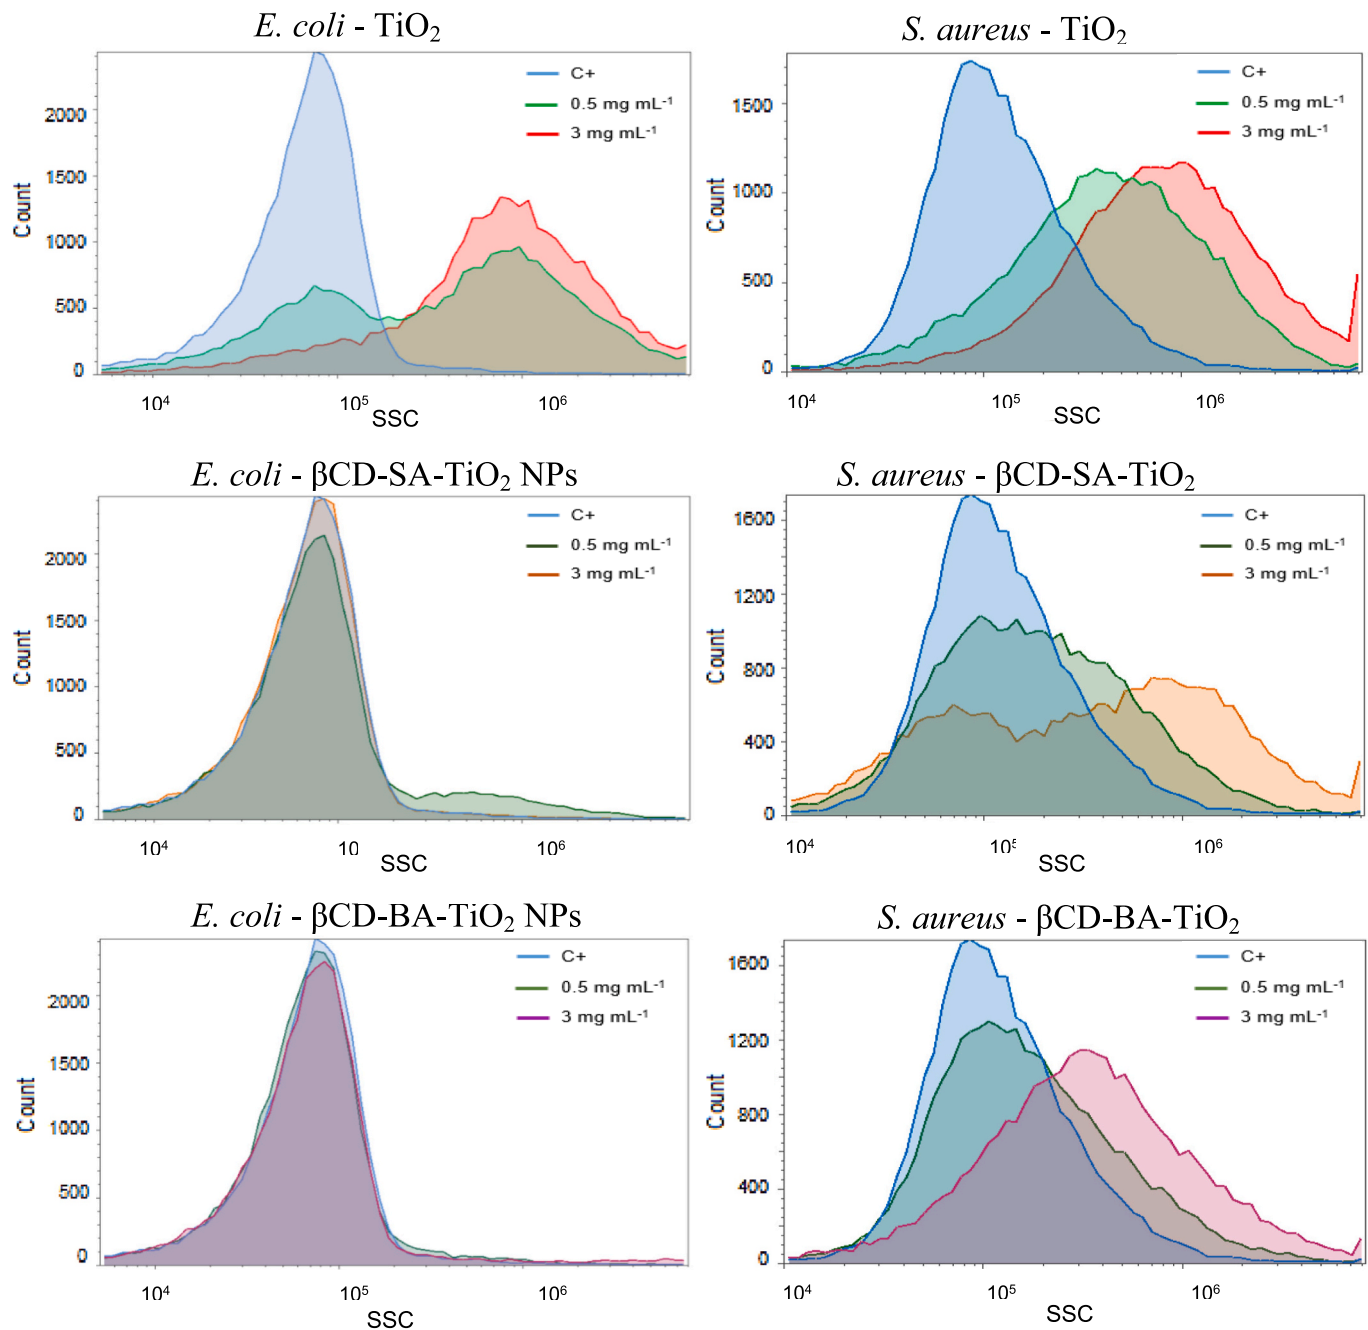 E. coli - TiO₂
C+
0.5 mg mL⁻¹
3 mg mL⁻¹
2000
1500
1000
500
0
Count
10⁴
10⁵
10⁶
SSC
S. aureus - TiO₂
C+
0.5 mg mL⁻¹
3 mg mL⁻¹
1500
1000
500
0
Count
10⁴
10⁵
10⁶
SSC
E. coli - βCD-SA-TiO₂ NPs
C+
0.5 mg mL⁻¹
3 mg mL⁻¹
2000
1500
1000
500
0
Count
10⁴
10
10⁶
SSC
S. aureus - βCD-SA-TiO₂
C+
0.5 mg mL⁻¹
3 mg mL⁻¹
1600
1200
800
400
0
Count
10⁴
10⁵
10⁶
SSC
E. coli - βCD-BA-TiO₂ NPs
C+
0.5 mg mL⁻¹
3 mg mL⁻¹
2000
1500
1000
500
0
Count
10⁴
10⁵
10⁶
SSC
S. aureus - βCD-BA-TiO₂
C+
0.5 mg mL⁻¹
3 mg mL⁻¹
1600
1200
800
400
0
Count
10⁴
10⁵
10⁶
SSC